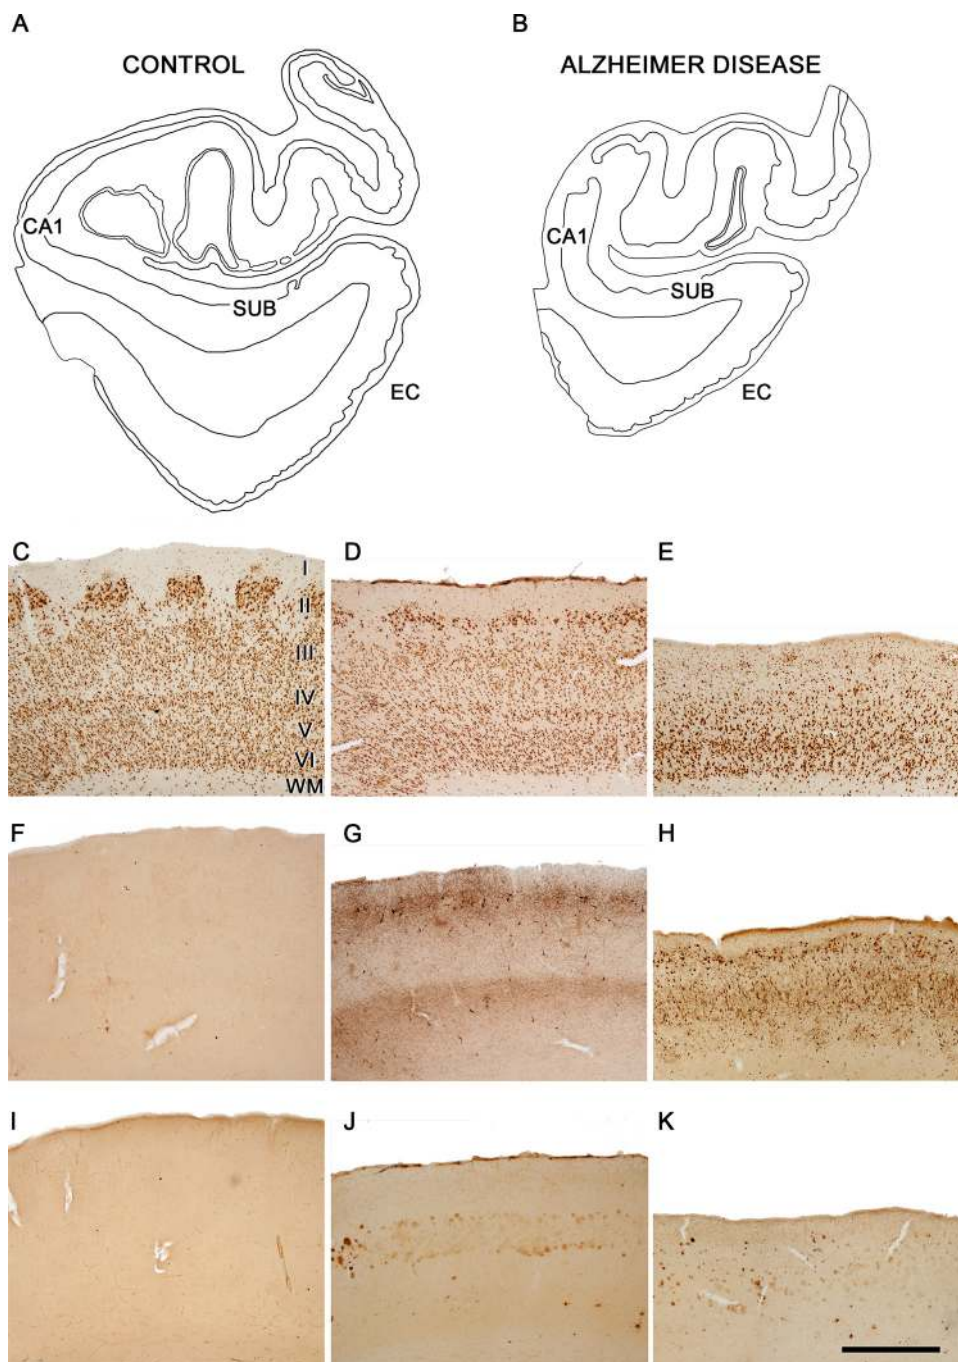 A
B
CONTROL
ALZHEIMER DISEASE
CA1
SUB
EC
CA1
SUB
EC
C
I
II
III
IV
V
VI
WM
D
E
F
G
H
I
J
K